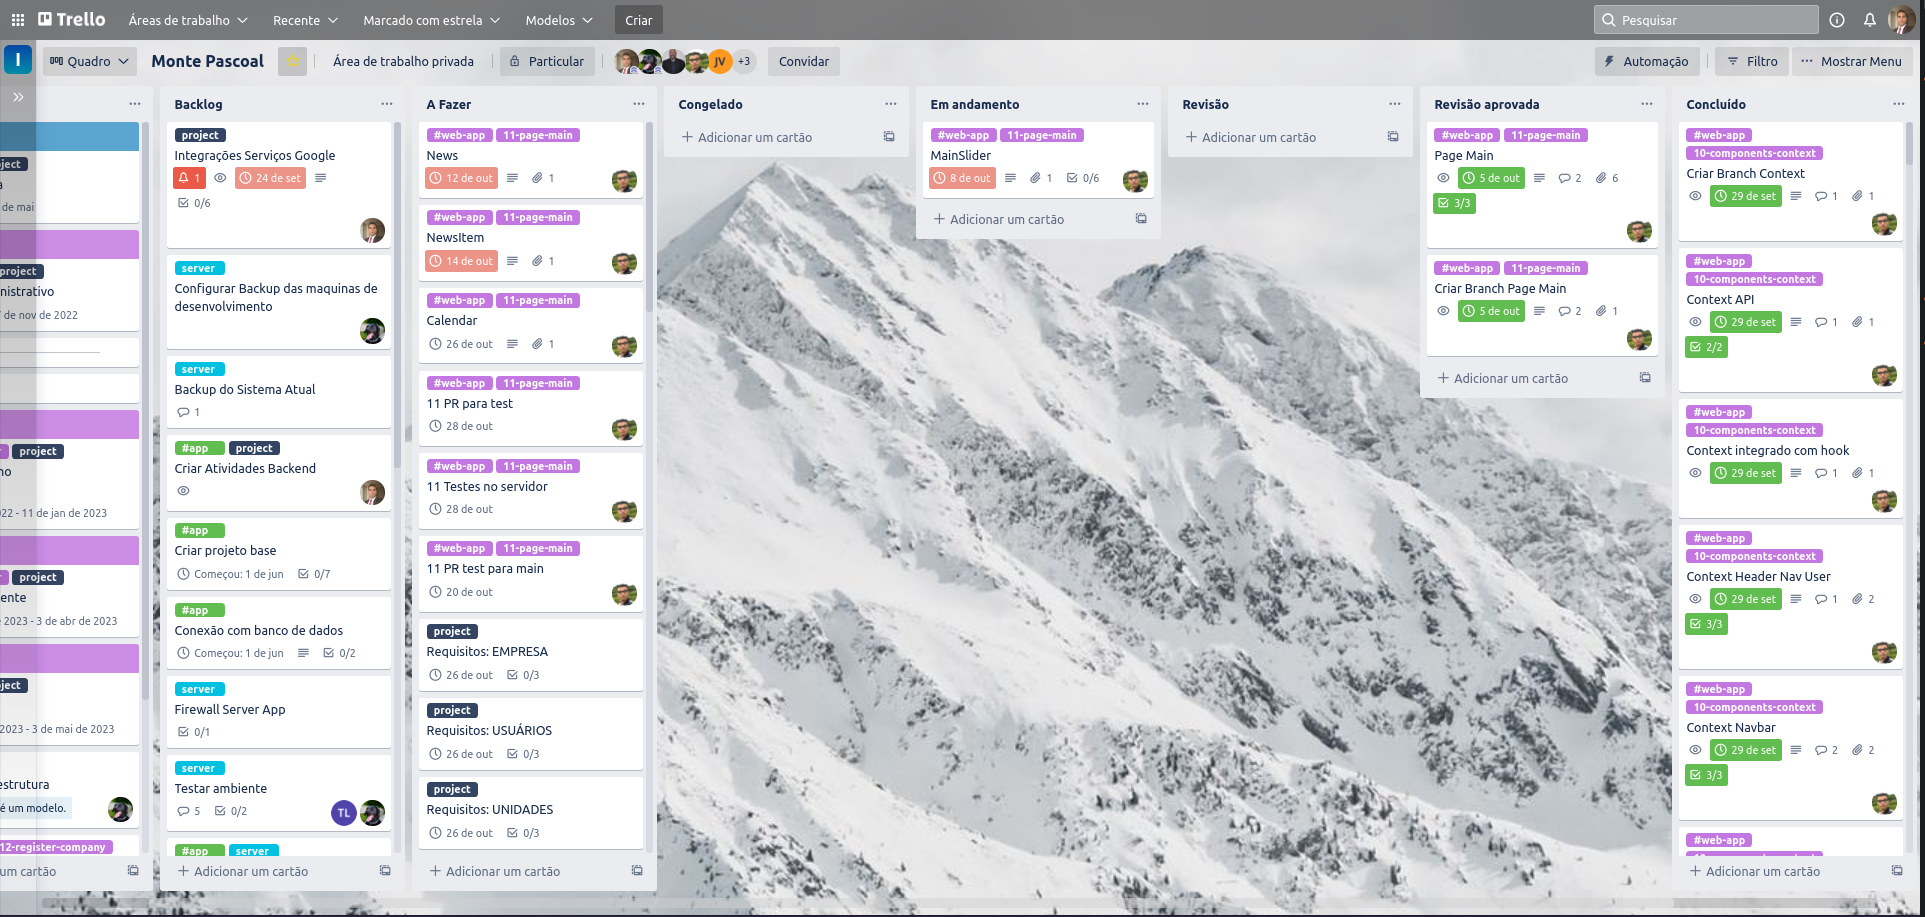 Trello
Áreas de trabalho
Recente
Marcado com estrela
Modelos
Criar
Pesquisar
I
Quadro
Monte Pascoal
Área de trabalho privada
Particular
JV
+3
Convidar
Automação
Filtro
Mostrar Menu
ject
a
de mai
project
nistrativo
de nov de 2022
project
no
022 - 11 de jan de 2023
project
ente
e 2023 - 3 de abr de 2023
ject
2023 - 3 de mai de 2023
estrutura
é um modelo.
12-register-company
um cartão
Backlog
project
Integrações Serviços Google
1
24 de set
0/6
server
Configurar Backup das maquinas de
desenvolvimento
server
Backup do Sistema Atual
1
#app
project
Criar Atividades Backend
#app
Criar projeto base
Começou: 1 de jun
0/7
#app
Conexão com banco de dados
Começou: 1 de jun
0/2
server
Firewall Server App
0/1
server
Testar ambiente
5
0/2
TL
#app
server
Adicionar um cartão
A Fazer
#web-app
11-page-main
News
12 de out
1
#web-app
11-page-main
NewsItem
14 de out
1
#web-app
11-page-main
Calendar
26 de out
1
#web-app
11-page-main
11 PR para test
28 de out
#web-app
11-page-main
11 Testes no servidor
28 de out
#web-app
11-page-main
11 PR test para main
20 de out
project
Requisitos: EMPRESA
26 de out
0/3
project
Requisitos: USUÁRIOS
26 de out
0/3
project
Requisitos: UNIDADES
26 de out
0/3
Adicionar um cartão
Congelado
Adicionar um cartão
Em andamento
#web-app
11-page-main
MainSlider
8 de out
1
0/6
Adicionar um cartão
Revisão
Adicionar um cartão
Revisão aprovada
#web-app
11-page-main
Page Main
5 de out
2
6
3/3
#web-app
11-page-main
Criar Branch Page Main
5 de out
2
1
Adicionar um cartão
Concluído
#web-app
10-components-context
Criar Branch Context
29 de set
1
1
#web-app
10-components-context
Context API
29 de set
1
1
2/2
#web-app
10-components-context
Context integrado com hook
29 de set
1
1
#web-app
10-components-context
Context Header Nav User
29 de set
1
2
3/3
#web-app
10-components-context
Context Navbar
29 de set
2
2
3/3
#web-app
Adicionar um cartão